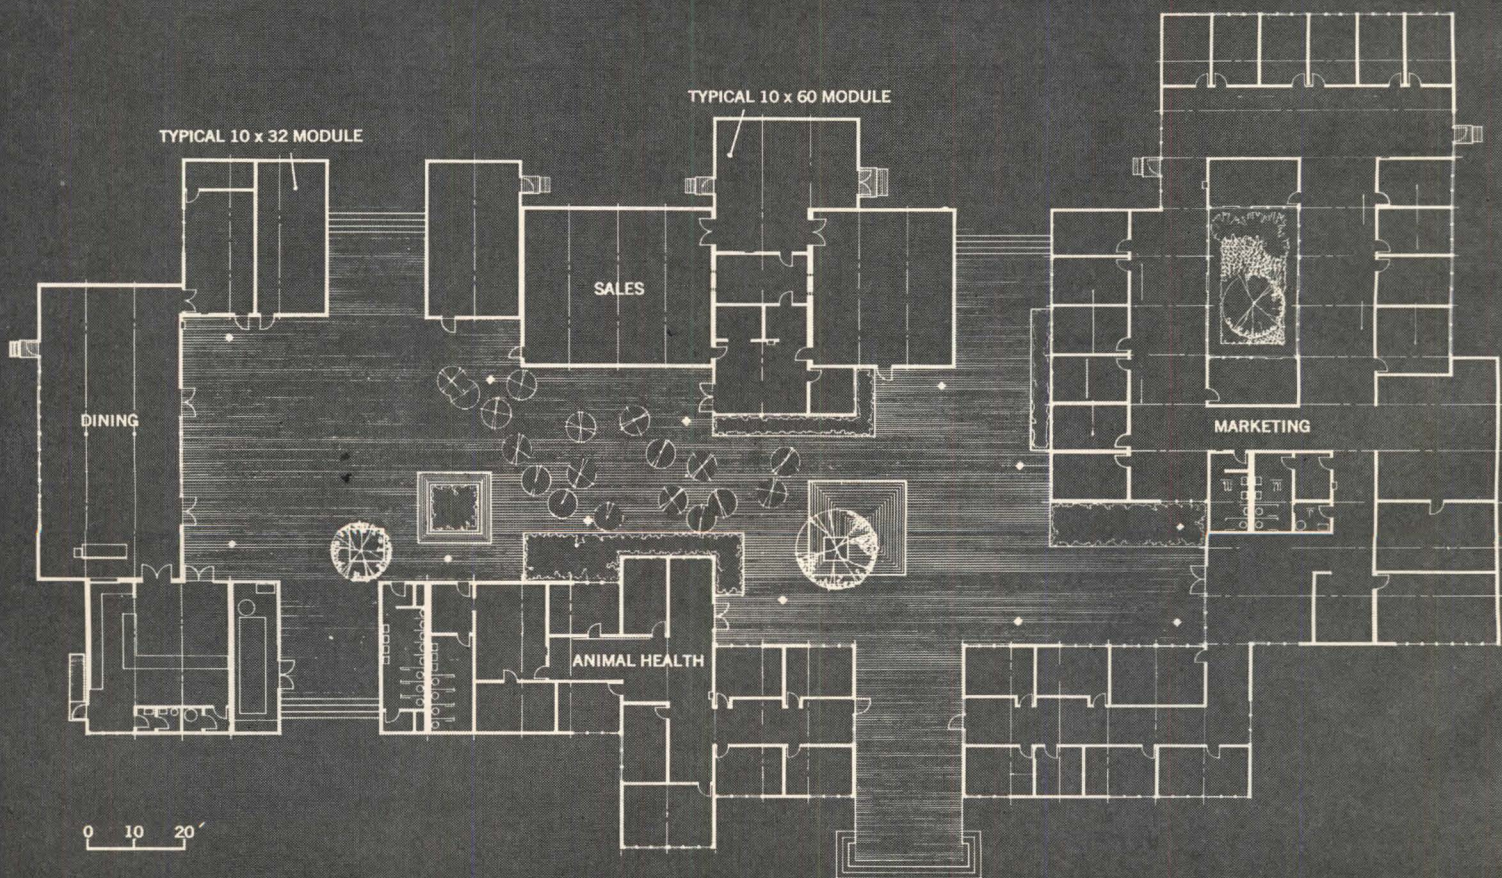 TYPICAL 10 x 60 MODULE
TYPICAL 10 x 32 MODULE
SALES
DINING
MARKETING
ANIMAL HEALTH
0 10 20′